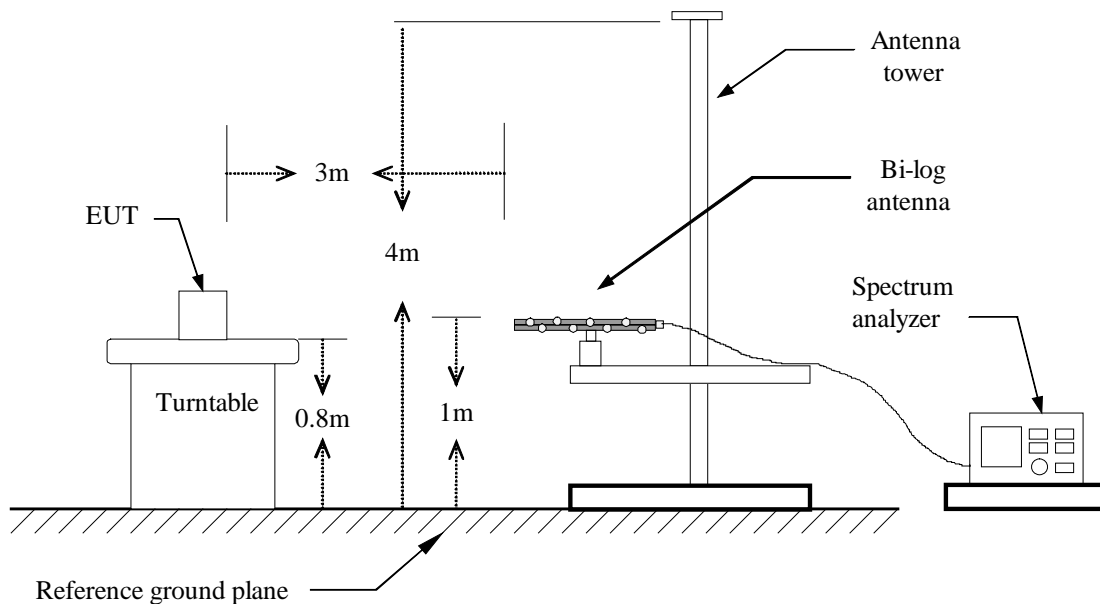 Antenna
tower
3m
Bi-log
antenna
EUT
4m
Spectrum
analyzer
Turntable
0.8m
1m
Reference ground plane